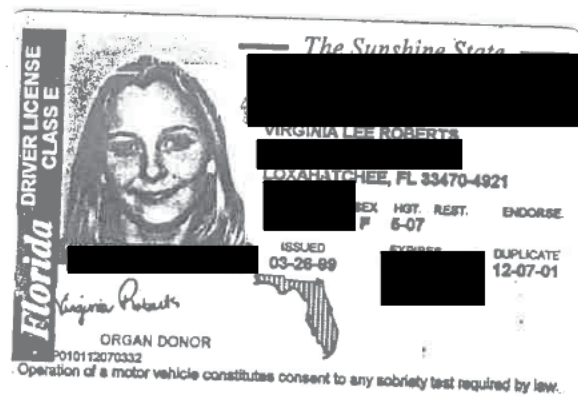 The Sunshine State
DRIVER LICENSE
CLASS E
Florida
VIRGINIA LEE ROBERTS
LOXAHATCHEE, FL 33470-4921
SEX HGT. REST. ENDORSE.
F 5-07
ISSUED EXPIRES DUPLICATE
03-26-99 12-07-01
Virginia Roberts
ORGAN DONOR
P010112070332
Operation of a motor vehicle constitutes consent to any sobriety test required by law.